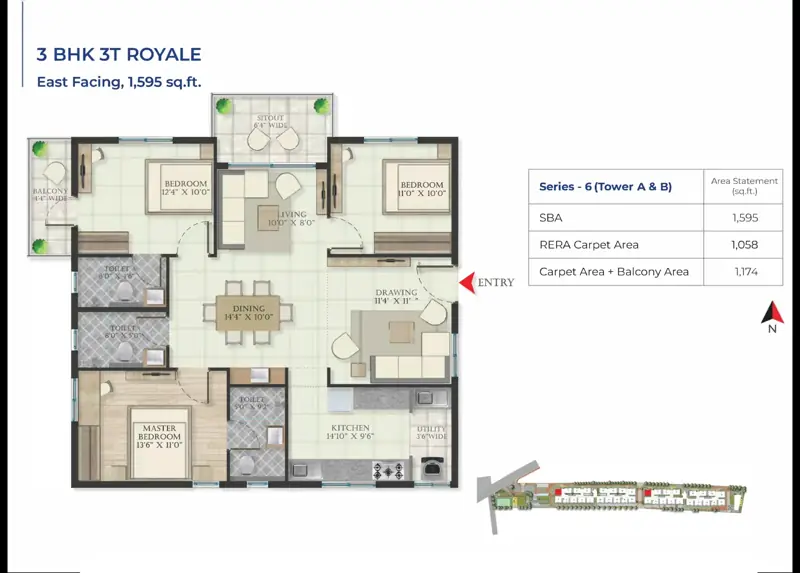 3 BHK 3T ROYALE
East Facing, 1,595 sq.ft.
SITOUT
6'4" WIDE
BALCONY
4'4" WIDE
BEDROOM
12'4" X 10'0"
LIVING
10'0" X 8'0"
BEDROOM
11'0" X 10'0"
TOILET
DRAWING
ENTRY
DINING
14'4" X 10'0"
TOILET
MASTER
BEDROOM
13'6" X 11'0"
TOILET
KITCHEN
14'10" X 9'6"
UTILITY
3'6" WIDE
Series - 6 (Tower A & B)
Area Statement
(sq.ft.)
SBA 1,595
RERA Carpet Area 1,058
Carpet Area + Balcony Area 1,174
N